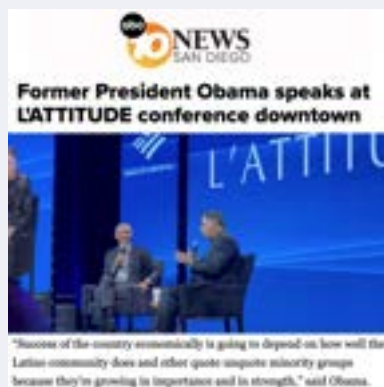 abc
10 NEWS
SAN DIEGO
Former President Obama speaks at
L'ATTITUDE conference downtown
L'ATTITU
"Success of the country economically is going to depend on how well the
Latino community does and other quote unquote minority groups
because they're growing in importance and in strength," said Obama.